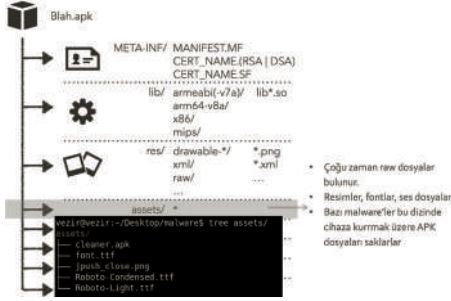 Blah.apk
META-INF/ MANIFEST.MF
CERT_NAME.(RSA | DSA)
CERT_NAME.SF
lib/ armeabi(-v7a)/ lib*.so
arm64-v8a/
x86/
mips/
res/ drawable-*/ *.png
xml/ *.xml
raw/ ...
...
assets/ *
vezir@vezir:~/Desktop/malware$ tree assets/
assets/
├── cleaner.apk
├── font.ttf
├── jpush_close.png
├── Roboto-Condensed.ttf
├── Roboto-Light.ttf
• Çoğu zaman raw dosyalar
bulunur.
• Resimler, fontlar, ses dosyaları
• Bazı malware'ler bu dizinde
cihaza kurmak üzere APK
dosyaları saklarlar